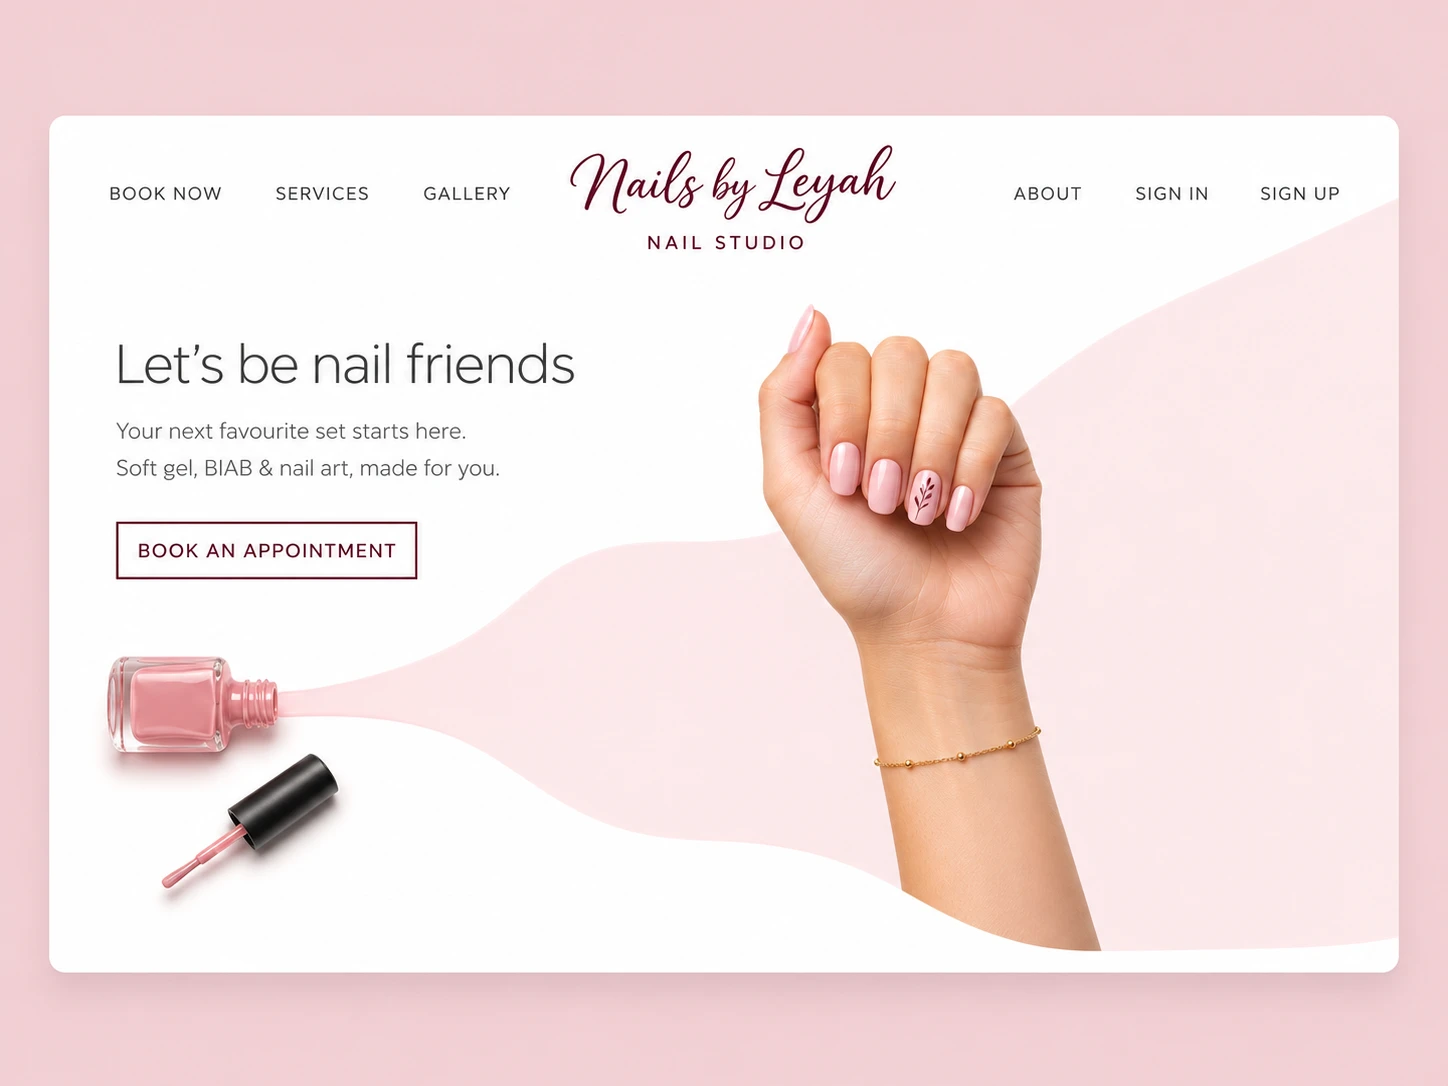 BOOK NOW
SERVICES
GALLERY
Nails by Leyah
NAIL STUDIO
ABOUT
SIGN IN
SIGN UP
Let’s be nail friends
Your next favourite set starts here.
Soft gel, BIAB & nail art, made for you.
BOOK AN APPOINTMENT